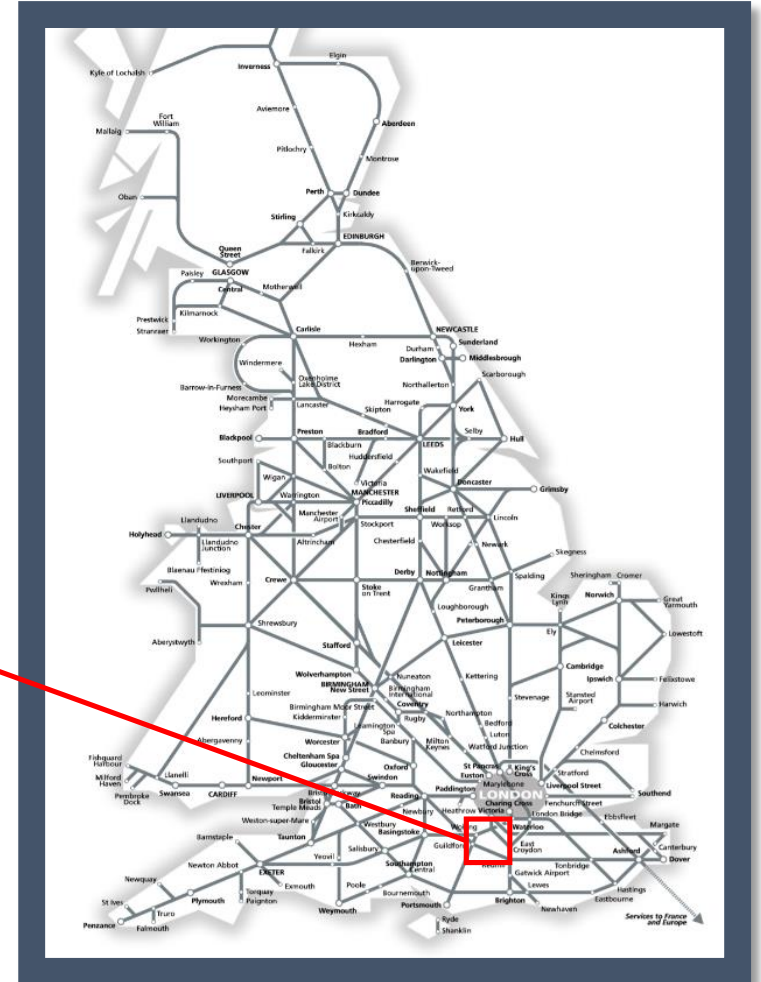 Elgin
Inverness
Kyle of Lochalsh
Aviemore
Fort
William
Mallaig
Aberdeen
Pitlochry
Montrose
Perth
Dundee
Oban
Stirling
Kirkcaldy
EDINBURGH
Queen
Street
Falkirk
Berwick-
upon-Tweed
Paisley
GLASGOW
Central
Motherwell
Prestwick
Kilmarnock
Stranraer
Carlisle
NEWCASTLE
Workington
Hexham
Sunderland
Durham
Darlington
Middlesbrough
Windermere
Scarborough
Oxenholme
Lake District
Northallerton
Barrow-in-Furness
Morecambe
Lancaster
Harrogate
York
Heysham Port
Skipton
Blackpool
Preston
Bradford
LEEDS
Selby
Hull
Blackburn
Huddersfield
Southport
Bolton
Wakefield
Wigan
Victoria
Doncaster
Grimsby
LIVERPOOL
Warrington
MANCHESTER
Piccadilly
Manchester
Airport
Sheffield
Retford
Lincoln
Llandudno
Stockport
Worksop
Holyhead
Chester
Llandudno
Junction
Altrincham
Chesterfield
Newark
Skegness
Blaenau Ffestiniog
Derby
Nottingham
Sheringham
Cromer
Pwllheli
Wrexham
Crewe
Stoke
on Trent
Grantham
Spalding
Kings
Lynn
Norwich
Great
Yarmouth
Loughborough
Shrewsbury
Peterborough
Ely
Aberystwyth
Stafford
Leicester
Lowestoft
Wolverhampton
Nuneaton
Kettering
Cambridge
BIRMINGHAM
New Street
Birmingham
International
Ipswich
Felixstowe
Leominster
Birmingham Moor Street
Coventry
Stevenage
Stansted
Airport
Harwich
Hereford
Kidderminster
Rugby
Northampton
Leamington
Spa
Bedford
Colchester
Abergavenny
Worcester
Banbury
Milton
Keynes
Luton
Watford Junction
Chelmsford
Fishguard
Harbour
Cheltenham Spa
Gloucester
Oxford
St Pancras
Euston
King's
Cross
Stratford
Milford
Haven
Llanelli
Newport
Swindon
Marylebone
Liverpool Street
Pembroke
Dock
Swansea
CARDIFF
Reading
Paddington
LONDON
Southend
Bristol
Temple Meads
Bath
Newbury
Heathrow
Victoria
Charing Cross
Fenchurch Street
London Bridge
Ebbsfleet
Weston-super-Mare
Westbury
Basingstoke
Waterloo
Margate
Barnstaple
Taunton
Salisbury
Guildford
East
Croydon
Canterbury
Newton Abbot
Yeovil
Southampton
Central
Tonbridge
Ashford
Dover
EXETER
Gatwick Airport
Newquay
Exmouth
Poole
Bournemouth
Lewes
Hastings
St Ives
Plymouth
Torquay
Paignton
Weymouth
Portsmouth
Brighton
Newhaven
Eastbourne
Truro
Penzance
Falmouth
Ryde
Shanklin
Services to France
and Europe